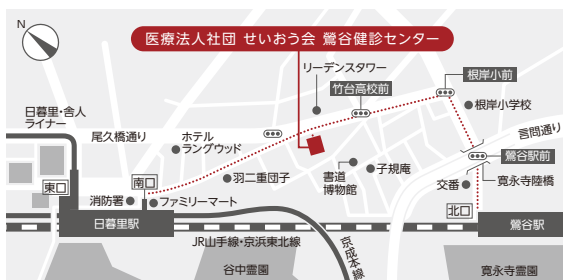 N
医療法人社団 せいおう会 鶯谷健診センター
リーデンスタワー
根岸小前
竹台高校前
根岸小学校
日暮里・舎人
ライナー
尾久橋通り
ホテル
ラングウッド
言問通り
鶯谷駅前
羽二重団子
書道
博物館
子規庵
寛永寺陸橋
交番
東口
南口
消防署
ファミリーマート
北口
日暮里駅
鶯谷駅
JR山手線・京浜東北線
京成本線
谷中霊園
寛永寺霊園